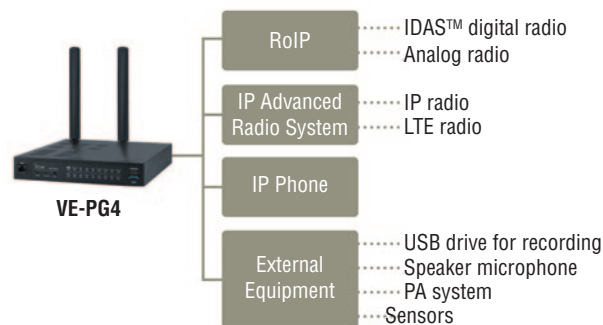 RoIP
IDAS™ digital radio
Analog radio
IP Advanced
Radio System
IP radio
LTE radio
IP Phone
External
Equipment
USB drive for recording
Speaker microphone
PA system
Sensors
VE-PG4